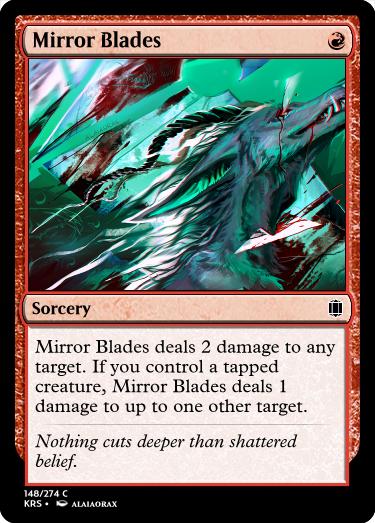 Mirror Blades
Sorcery
Mirror Blades deals 2 damage to any
target. If you control a tapped
creature, Mirror Blades deals 1
damage to up to one other target.
Nothing cuts deeper than shattered
belief.
148/274 C
KRS • ALAIAORAX